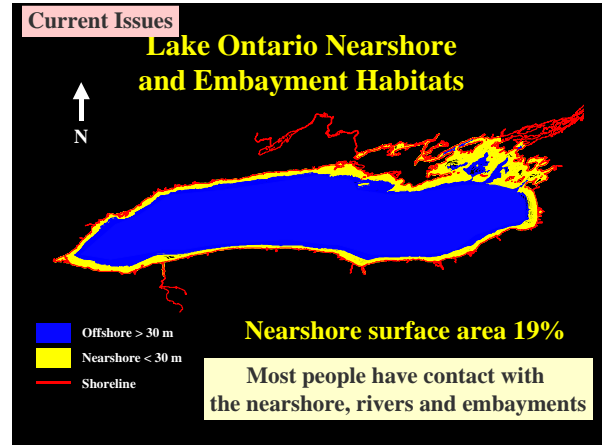 Current Issues
Lake Ontario Nearshore
and Embayment Habitats
N
Offshore > 30 m
Nearshore < 30 m
Shoreline
Nearshore surface area 19%
Most people have contact with
the nearshore, rivers and embayments